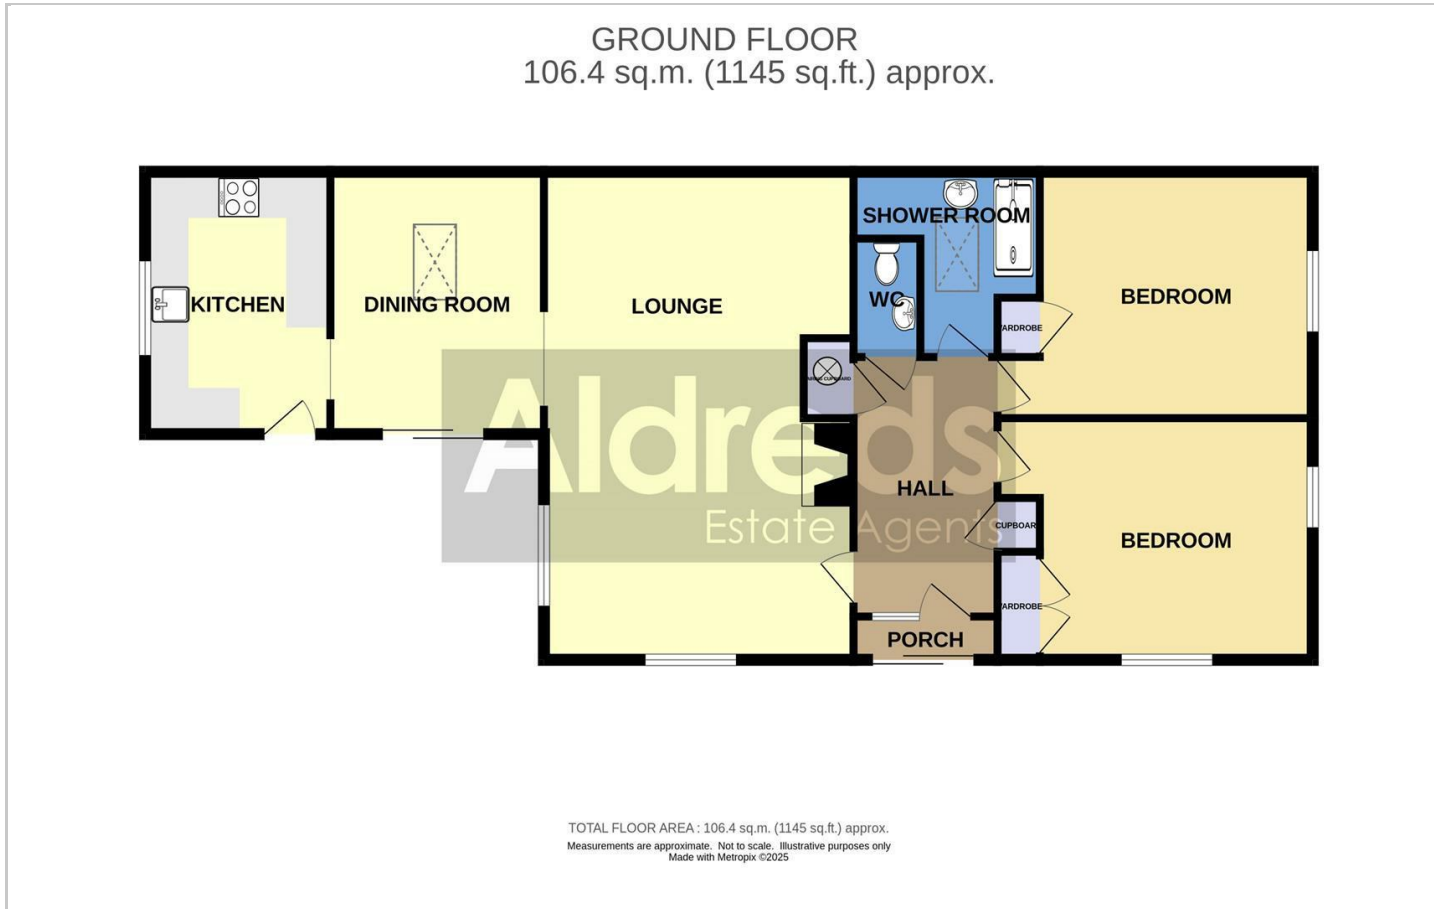 GROUND FLOOR
106.4 sq.m. (1145 sq.ft.) approx.
SHOWER ROOM
BEDROOM
WC
KITCHEN
DINING ROOM
LOUNGE
ARDROBE
Aldreds
Estate Agents
HALL
CUPBOAR
BEDROOM
ARDROBE
PORCH
TOTAL FLOOR AREA : 106.4 sq.m. (1145 sq.ft.) approx.
Measurements are approximate. Not to scale. Illustrative purposes only
Made with Metropix ©2025